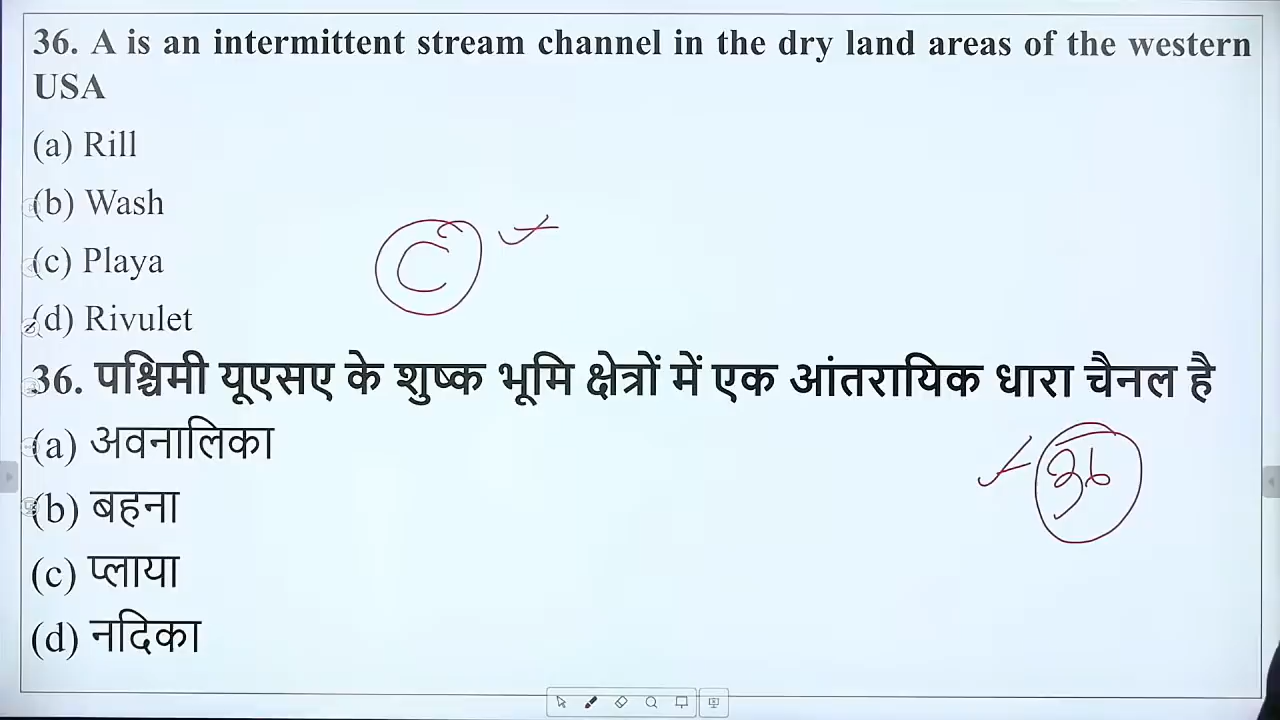 36. A is an intermittent stream channel in the dry land areas of the western
USA
(a) Rill
(b) Wash
(c) Playa
C
(d) Rivulet
36. पश्चिमी यूएसए के शुष्क भूमि क्षेत्रों में एक आंतरायिक धारा चैनल है
(a) अवनालिका
36
(b) बहना
(c) प्लाया
(d) नदिका